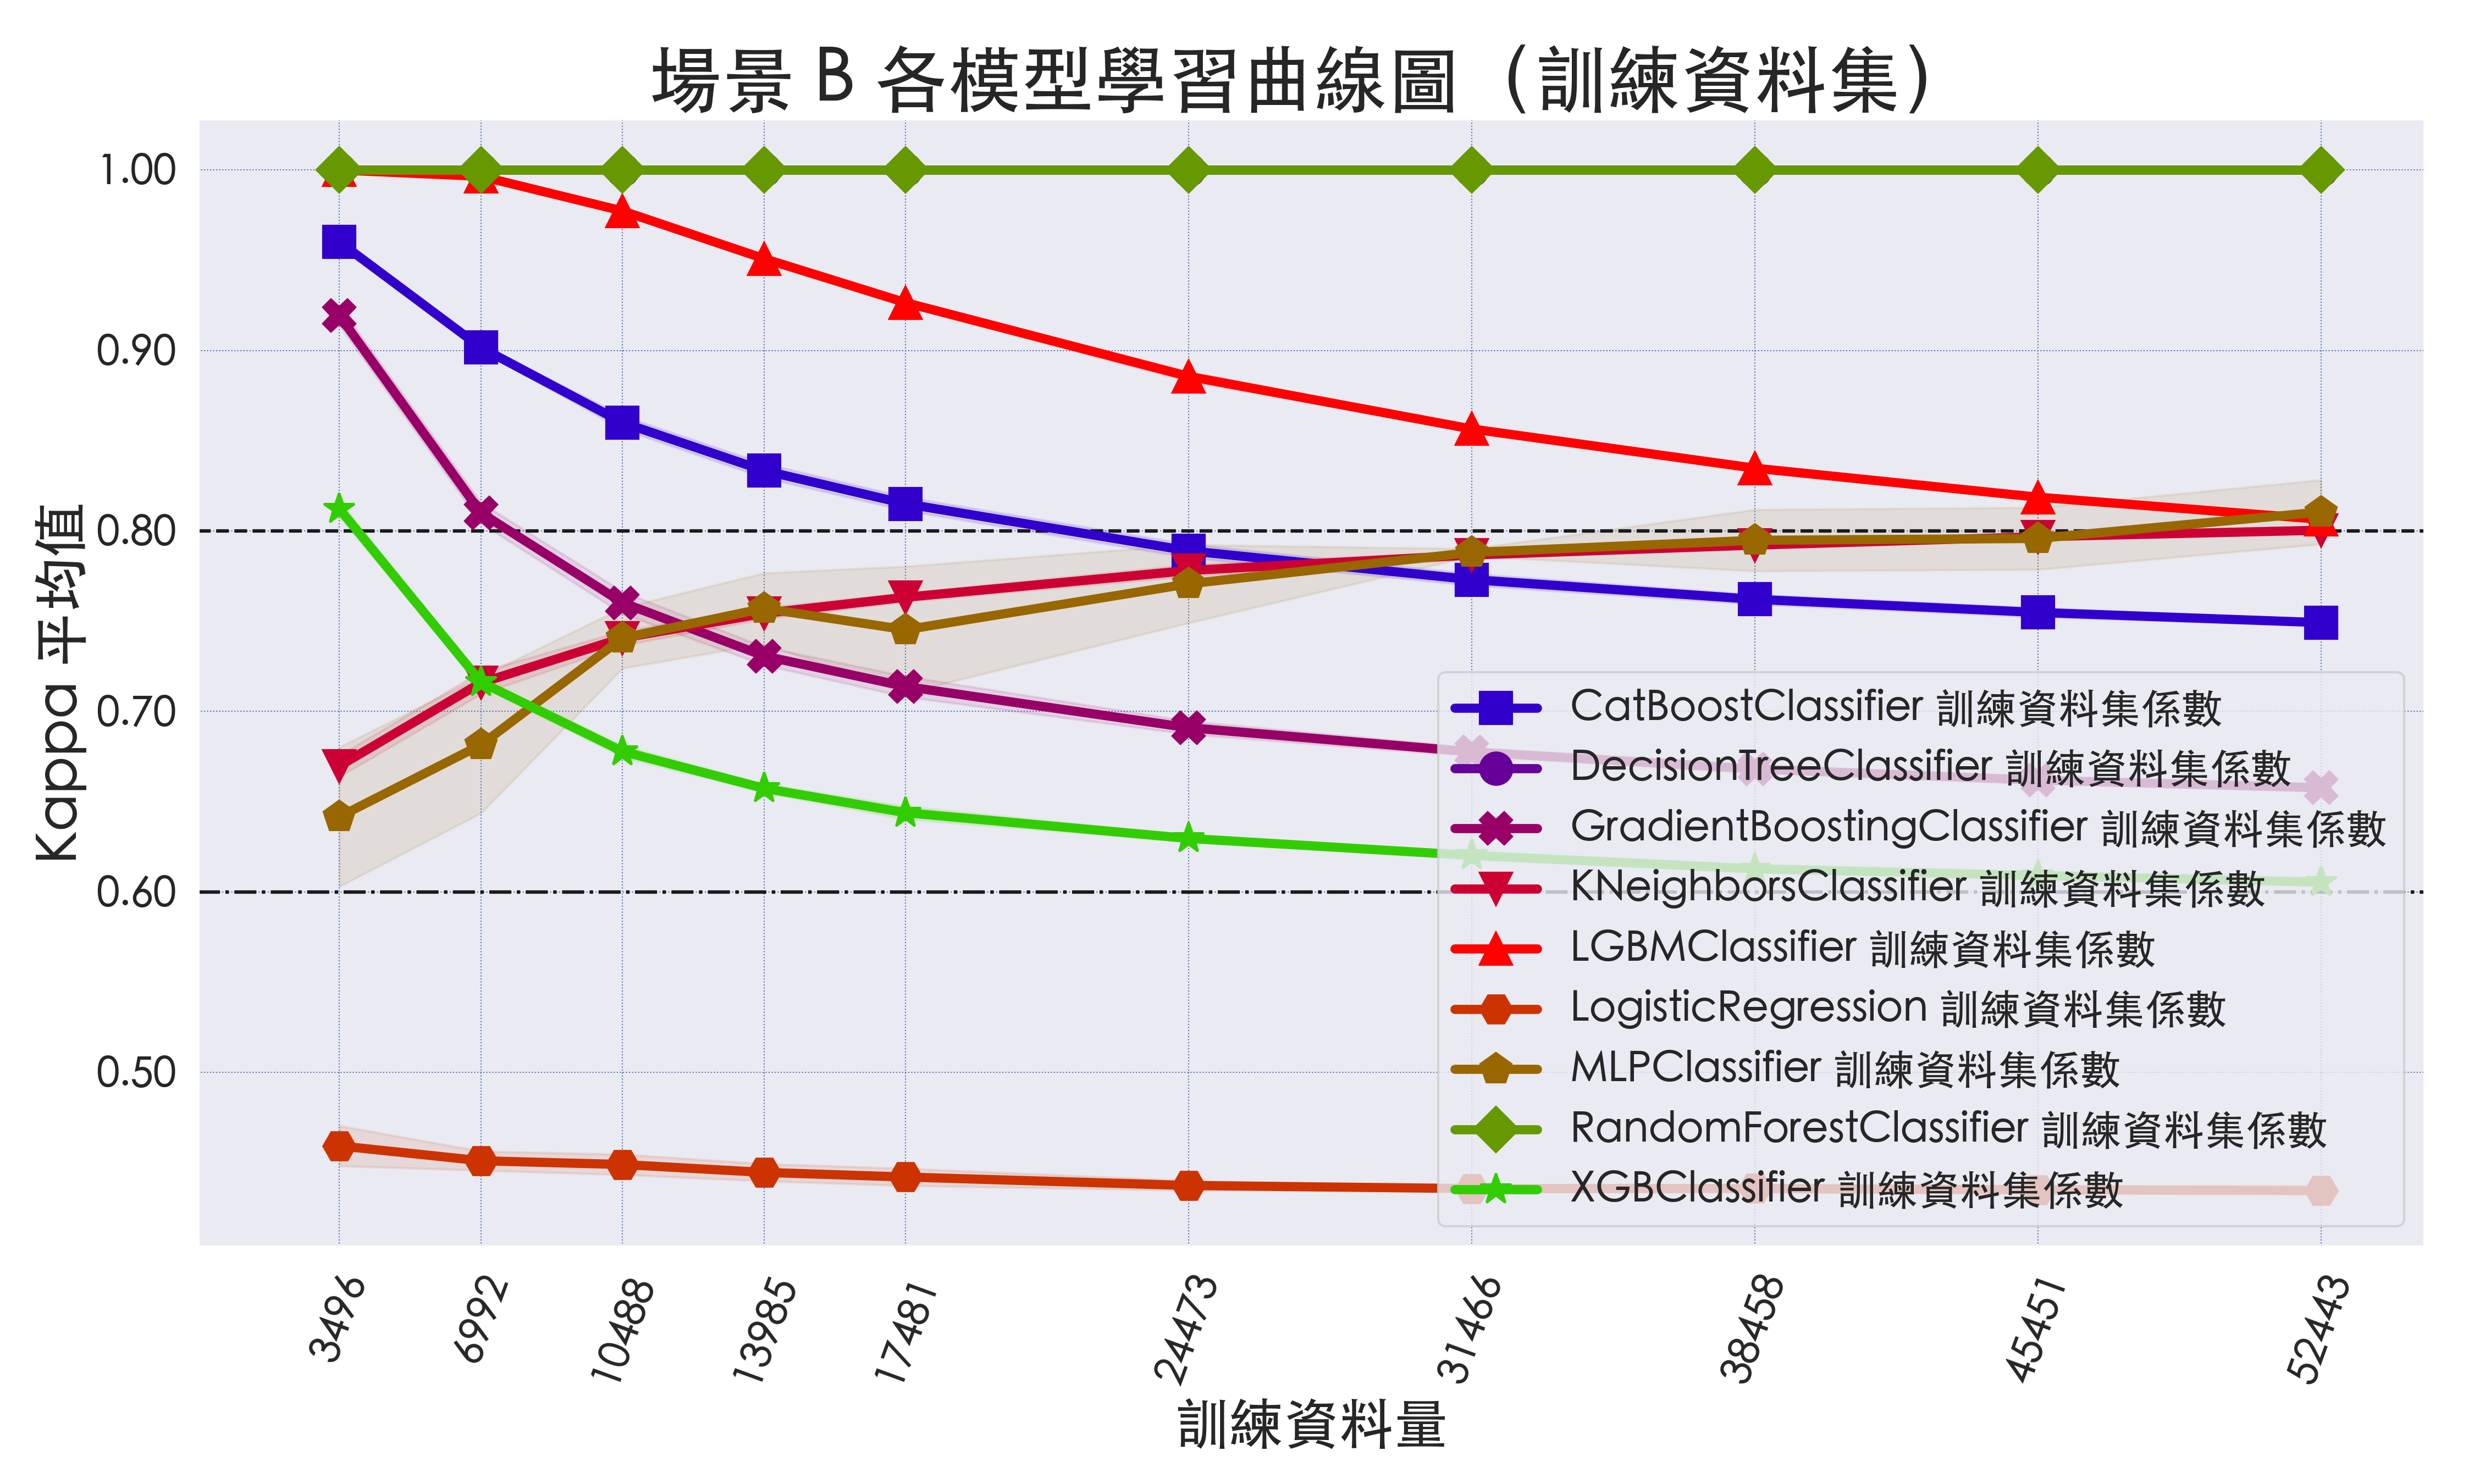 場景 B 各模型學習曲線圖（訓練資料集）
Kappa 平均值
1.00
0.90
0.80
0.70
0.60
0.50
CatBoostClassifier 訓練資料集係數
DecisionTreeClassifier 訓練資料集係數
GradientBoostingClassifier 訓練資料集係數
KNeighborsClassifier 訓練資料集係數
LGBMClassifier 訓練資料集係數
LogisticRegression 訓練資料集係數
MLPClassifier 訓練資料集係數
RandomForestClassifier 訓練資料集係數
XGBClassifier 訓練資料集係數
3496
6992
10488
13985
17481
24473
31466
38458
45451
52443
訓練資料量